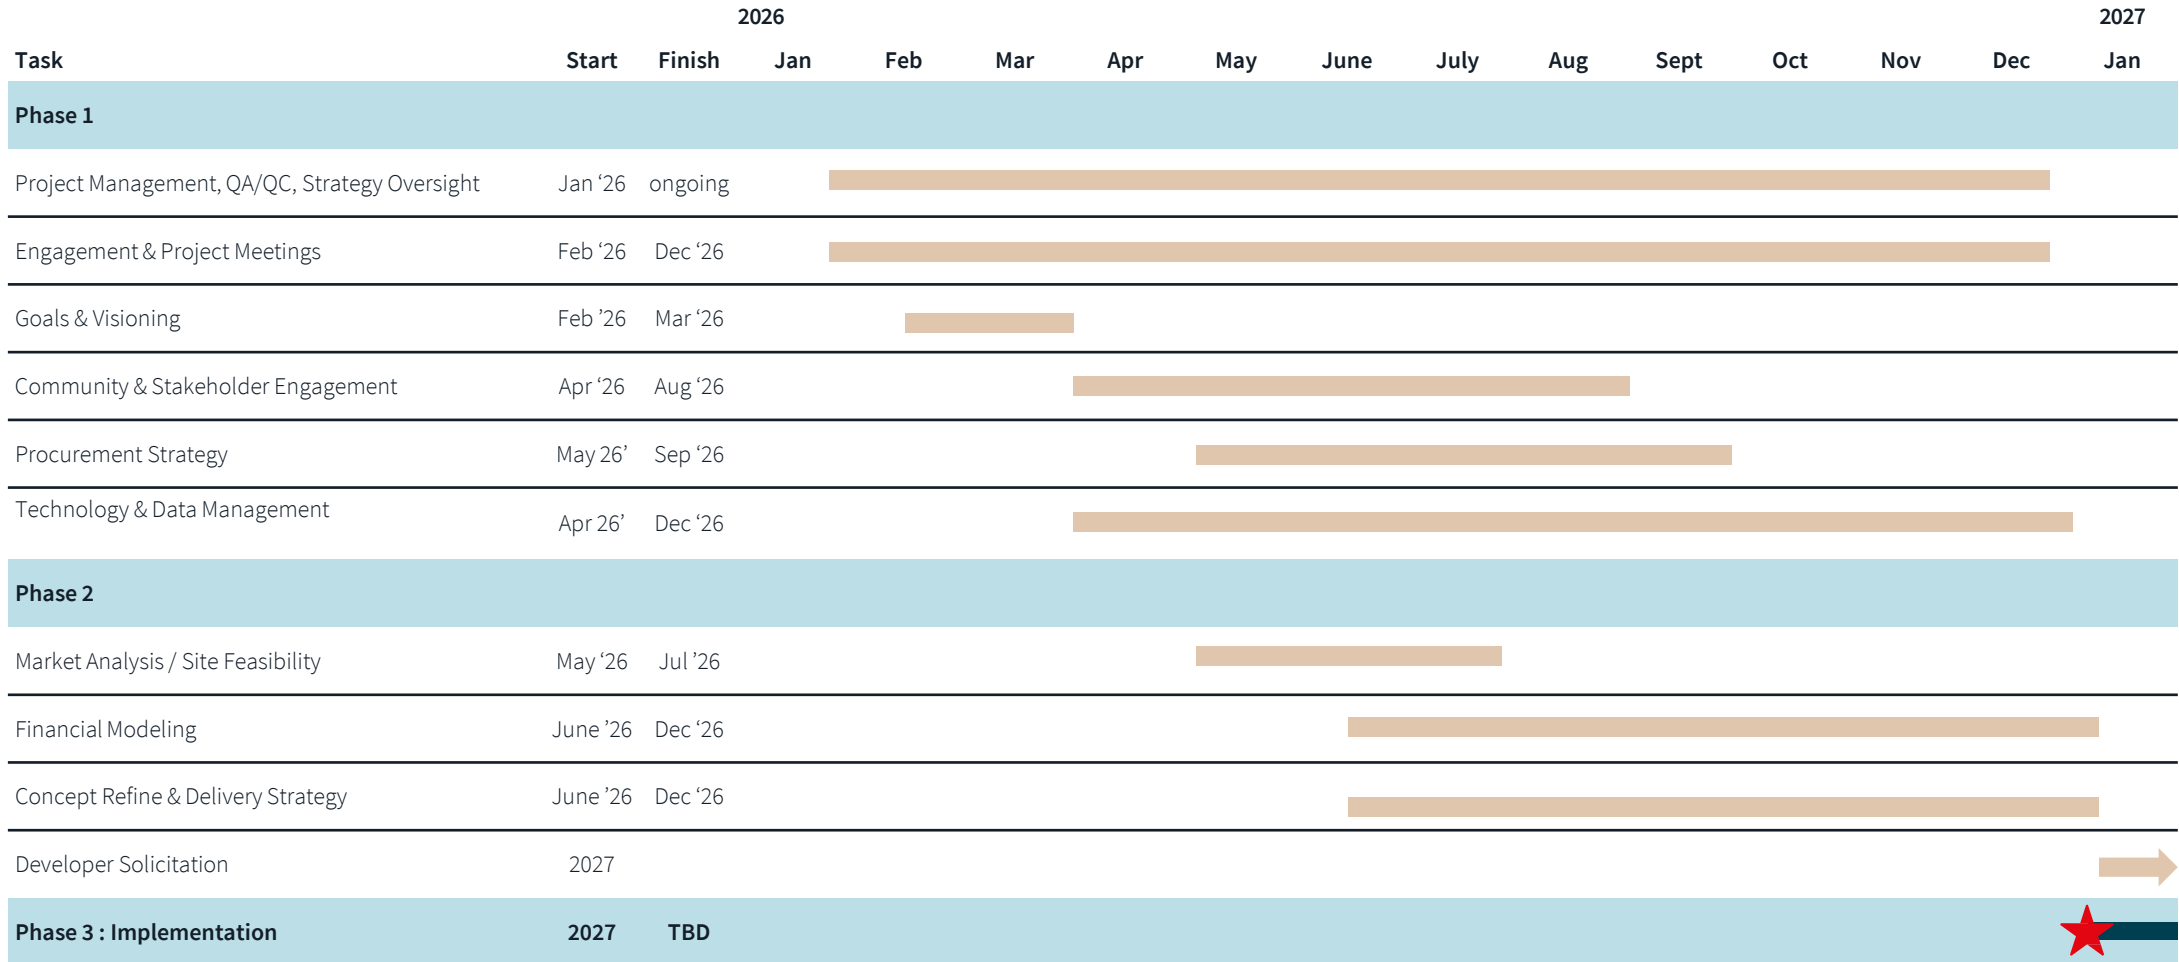 2026 2027
Task Start Finish Jan Feb Mar Apr May June July Aug Sept Oct Nov Dec Jan
Phase 1
Project Management, QA/QC, Strategy Oversight Jan ‘26 ongoing
Engagement & Project Meetings Feb ‘26 Dec ‘26
Goals & Visioning Feb ’26 Mar ‘26
Community & Stakeholder Engagement Apr ‘26 Aug ‘26
Procurement Strategy May 26’ Sep ‘26
Technology & Data Management Apr 26’ Dec ‘26
Phase 2
Market Analysis / Site Feasibility May ‘26 Jul ’26
Financial Modeling June ’26 Dec ‘26
Concept Refine & Delivery Strategy June ’26 Dec ‘26
Developer Solicitation 2027
Phase 3 : Implementation 2027 TBD